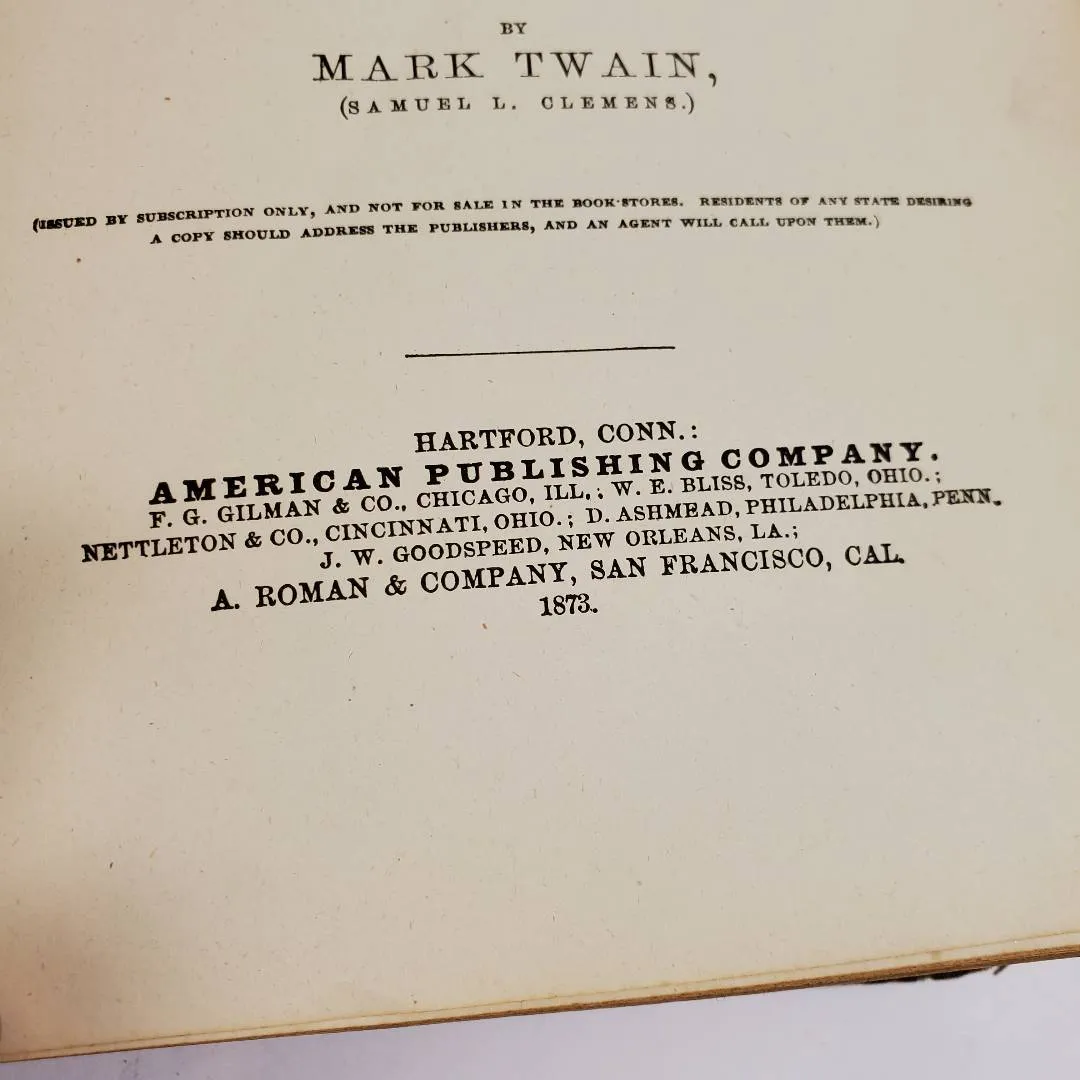 BY
MARK TWAIN,
(SAMUEL L. CLEMENS.)
(ISSUED BY SUBSCRIPTION ONLY, AND NOT FOR SALE IN THE BOOK-STORES. RESIDENTS OF ANY STATE DESIRING
A COPY SHOULD ADDRESS THE PUBLISHERS, AND AN AGENT WILL CALL UPON THEM.)
HARTFORD, CONN.:
AMERICAN PUBLISHING COMPANY.
F. G. GILMAN & CO., CHICAGO, ILL,; W. E. BLISS, TOLEDO, OHIO.;
NETTLETON & CO., CINCINNATI, OHIO.; D. ASHMEAD, PHILADELPHIA, PENN.
J. W. GOODSPEED, NEW ORLEANS, LA.;
A. ROMAN & COMPANY, SAN FRANCISCO, CAL.
1873.